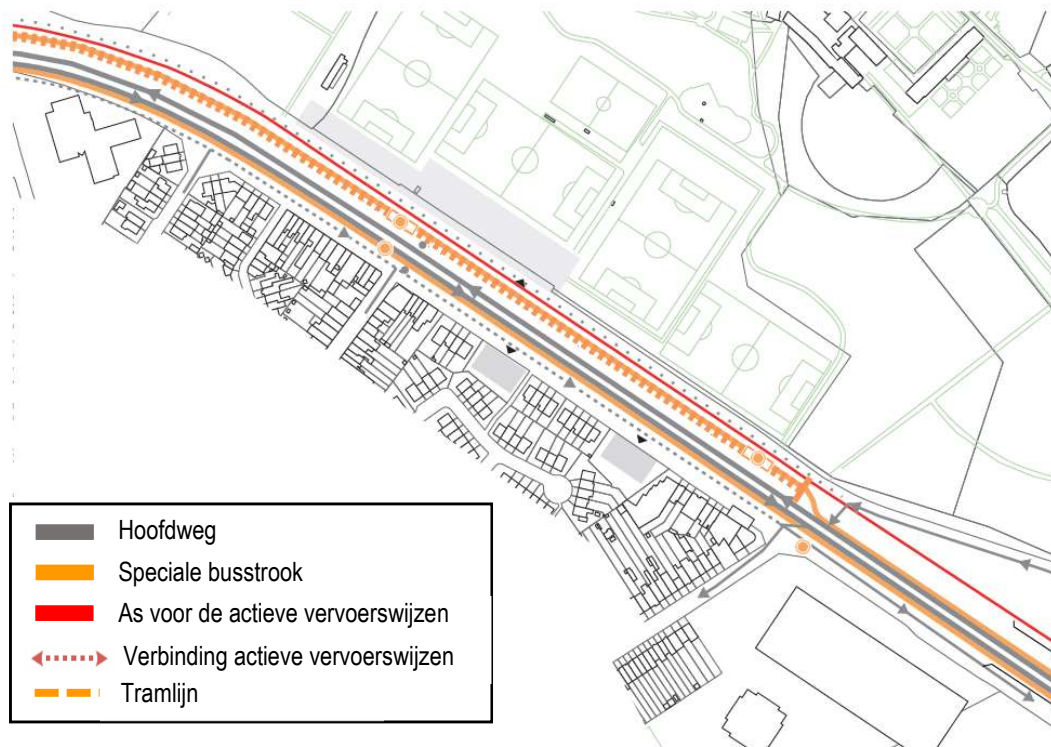 Hoofdweg
Speciale busstrook
As voor de actieve vervoerswijzen
Verbinding actieve vervoerswijzen
Tramlijn